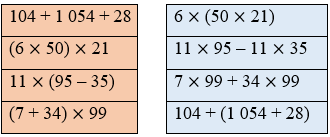 104 + 1 054 + 28
(6 × 50) × 21
11 × (95 – 35)
(7 + 34) × 99
6 × (50 × 21)
11 × 95 – 11 × 35
7 × 99 + 34 × 99
104 + (1 054 + 28)